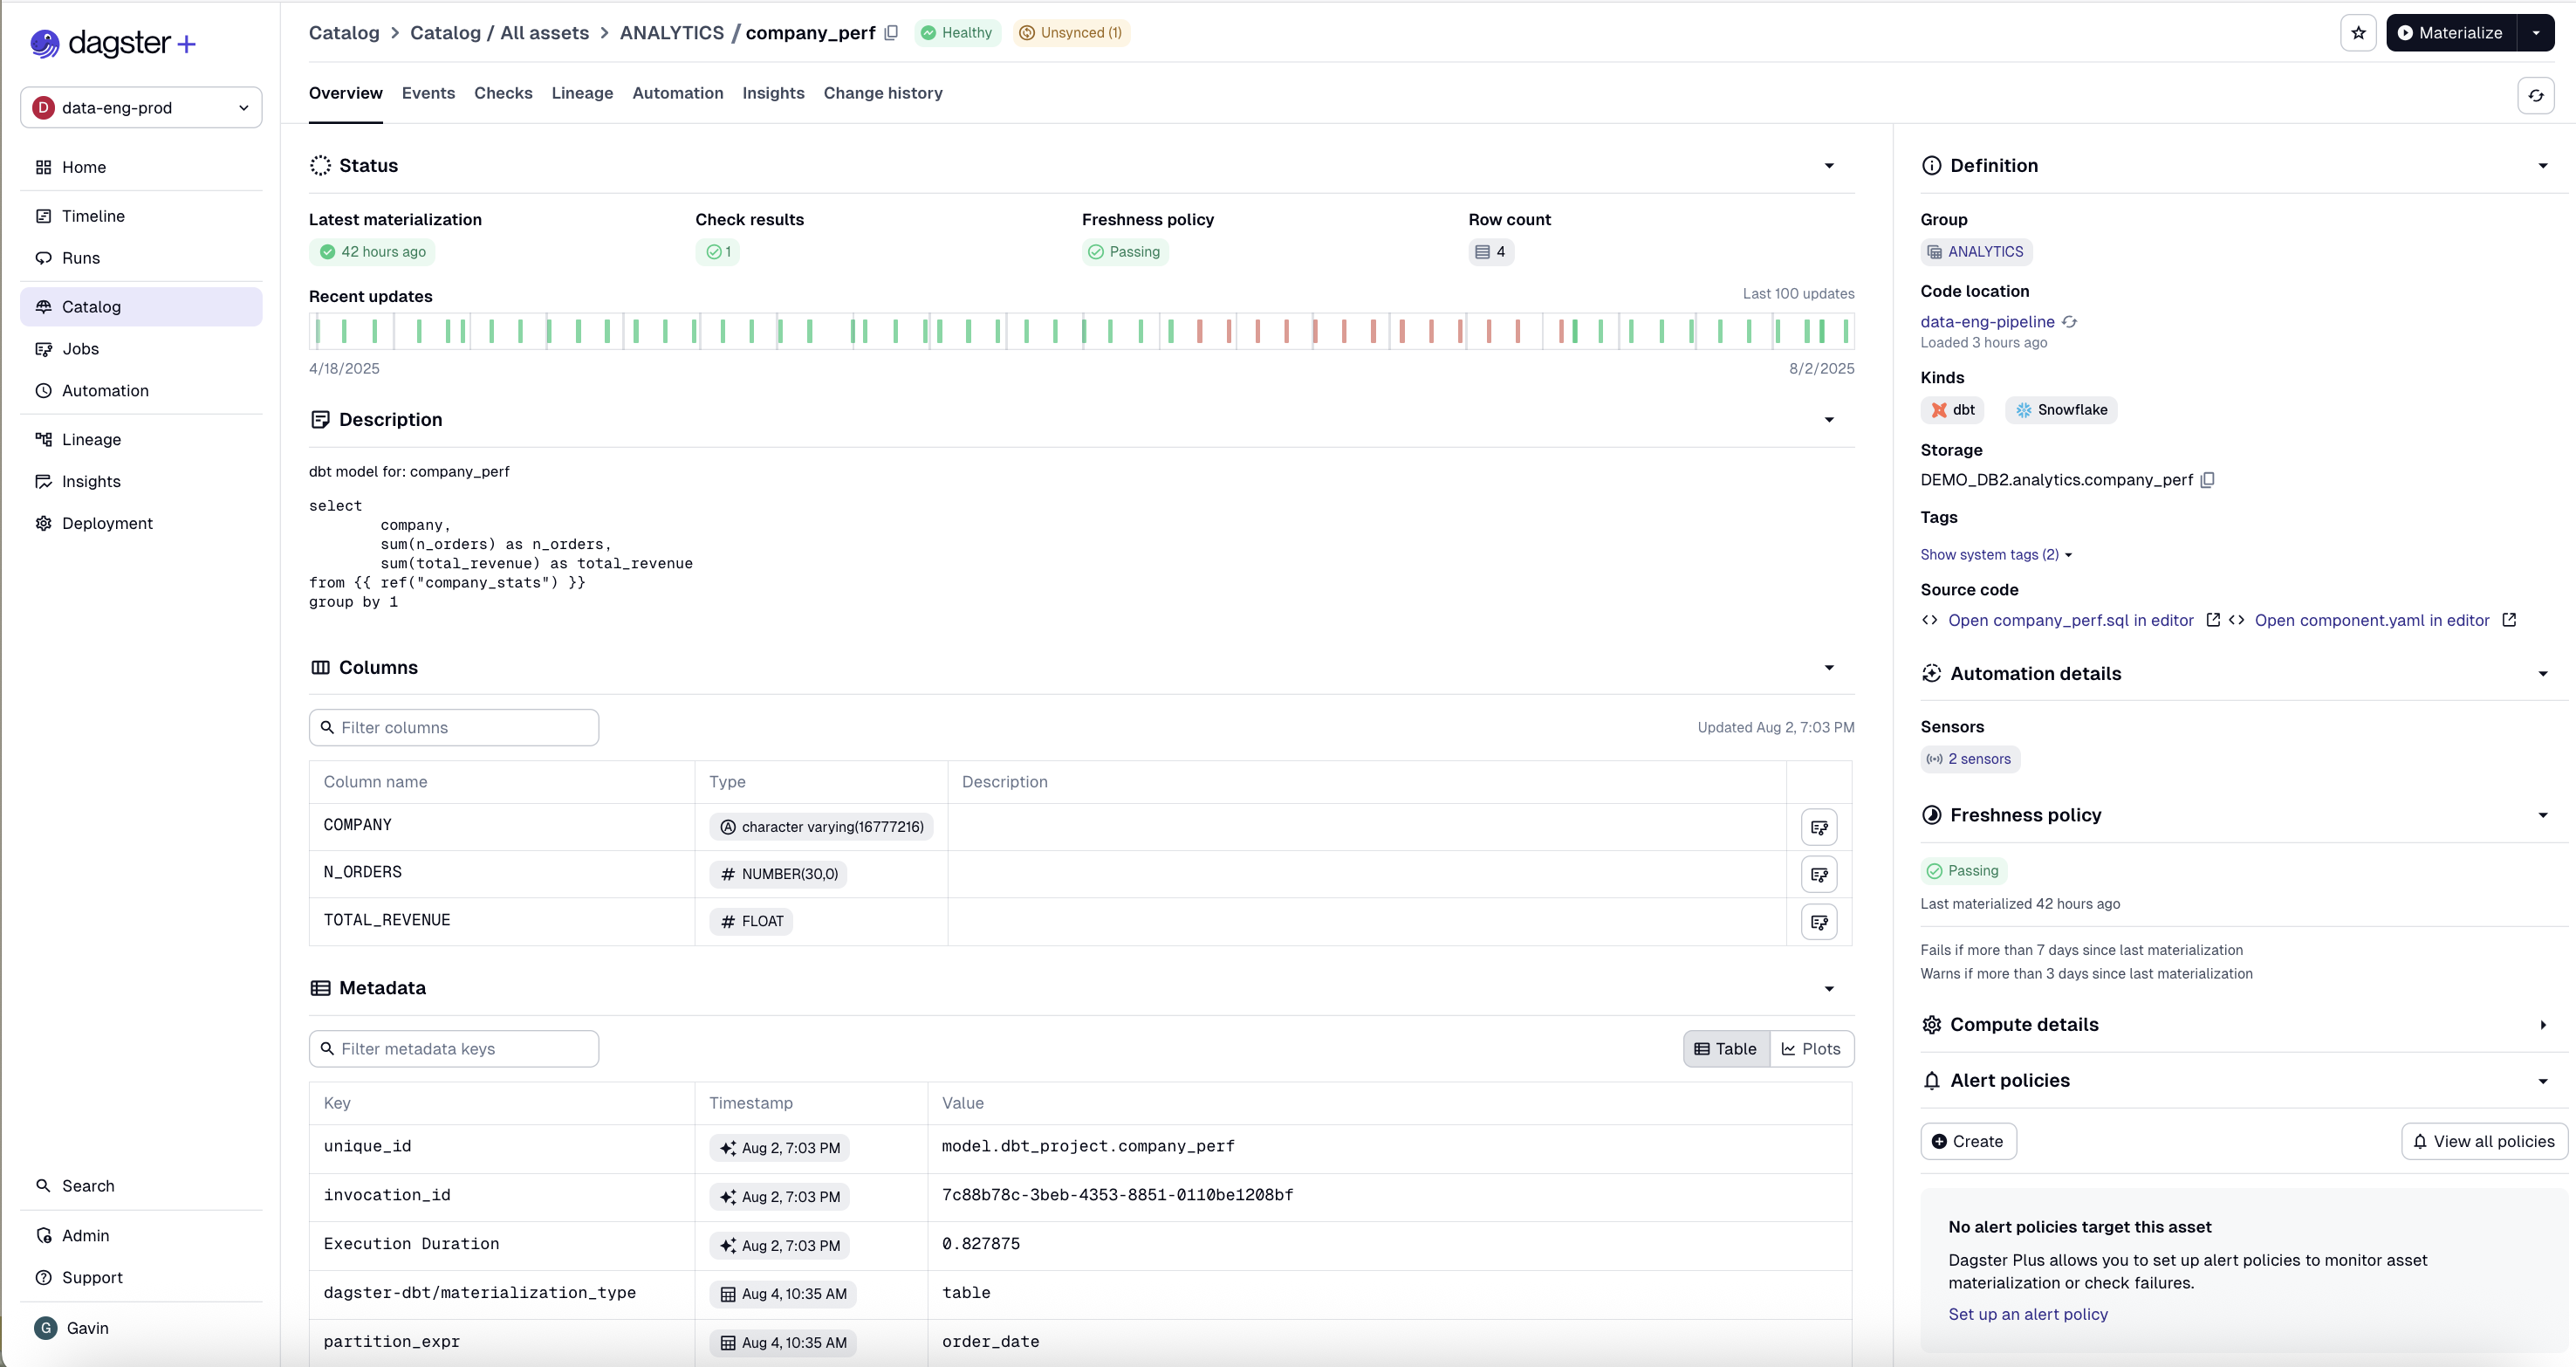 dagster+
D data-eng-prod
Home
Timeline
Runs
Catalog
Jobs
Automation
Lineage
Insights
Deployment
Search
Admin
Support
G Gavin
Catalog > Catalog / All assets > ANALYTICS / company_perf Healthy Unsynced (1)
Materialize
Overview Events Checks Lineage Automation Insights Change history
Status
Latest materialization Check results Freshness policy Row count
42 hours ago 1 Passing 4
Recent updates Last 100 updates
4/18/2025 8/2/2025
Description
dbt model for: company_perf
select
company,
sum(n_orders) as n_orders,
sum(total_revenue) as total_revenue
from {{ ref("company_stats") }}
group by 1
Columns
Filter columns Updated Aug 2, 7:03 PM
Column name Type Description
COMPANY character varying(16777216)
N_ORDERS # NUMBER(30,0)
TOTAL_REVENUE # FLOAT
Metadata
Filter metadata keys Table Plots
Key Timestamp Value
unique_id Aug 2, 7:03 PM model.dbt_project.company_perf
invocation_id Aug 2, 7:03 PM 7c88b78c-3beb-4353-8851-0110be1208bf
Execution Duration Aug 2, 7:03 PM 0.827875
dagster-dbt/materialization_type Aug 4, 10:35 AM table
partition_expr Aug 4, 10:35 AM order_date
Definition
Group
ANALYTICS
Code location
data-eng-pipeline
Loaded 3 hours ago
Kinds
dbt Snowflake
Storage
DEMO_DB2.analytics.company_perf
Tags
Show system tags (2)
Source code
Open company_perf.sql in editor Open component.yaml in editor
Automation details
Sensors
2 sensors
Freshness policy
Passing
Last materialized 42 hours ago
Fails if more than 7 days since last materialization
Warns if more than 3 days since last materialization
Compute details
Alert policies
Create View all policies
No alert policies target this asset
Dagster Plus allows you to set up alert policies to monitor asset
materialization or check failures.
Set up an alert policy